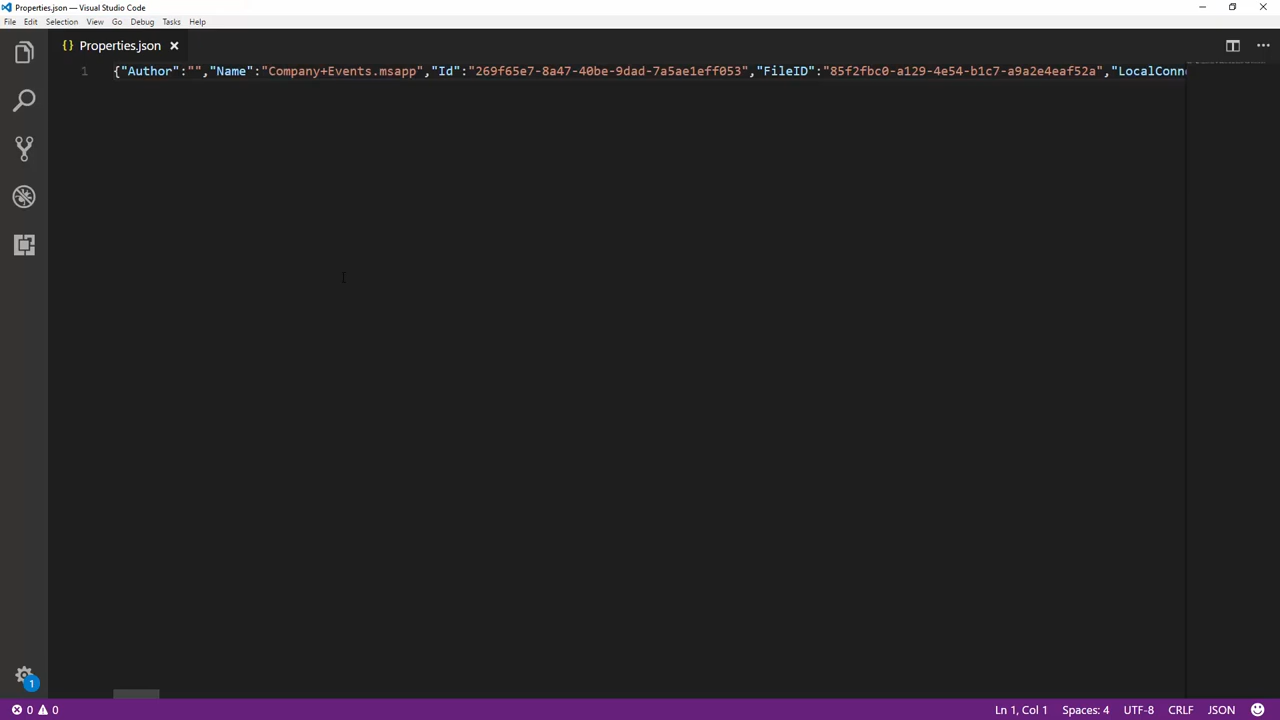 Properties.json — Visual Studio Code
File Edit Selection View Go Debug Tasks Help
{ } Properties.json
1 {"Author":"","Name":"Company+Events.msapp","Id":"269f65e7-8a47-40be-9dad-7a5ae1eff053","FileID":"85f2fbc0-a129-4e54-b1c7-a9a2e4eaf52a","LocalConne
1
0 0 Ln 1, Col 1 Spaces: 4 UTF-8 CRLF JSON